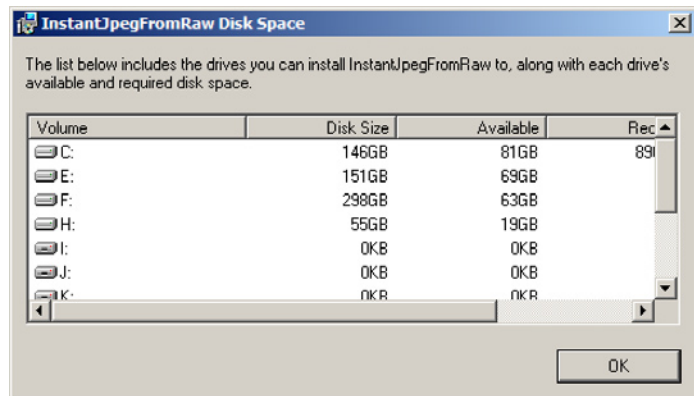 InstantJpegFromRaw Disk Space
The list below includes the drives you can install InstantJpegFromRaw to, along with each drive's
available and required disk space.
Volume Disk Size Available
C: 146GB 81GB
E: 151GB 69GB
F: 298GB 63GB
H: 55GB 19GB
I: 0KB 0KB
J: 0KB 0KB
K: 0KB 0KB
OK